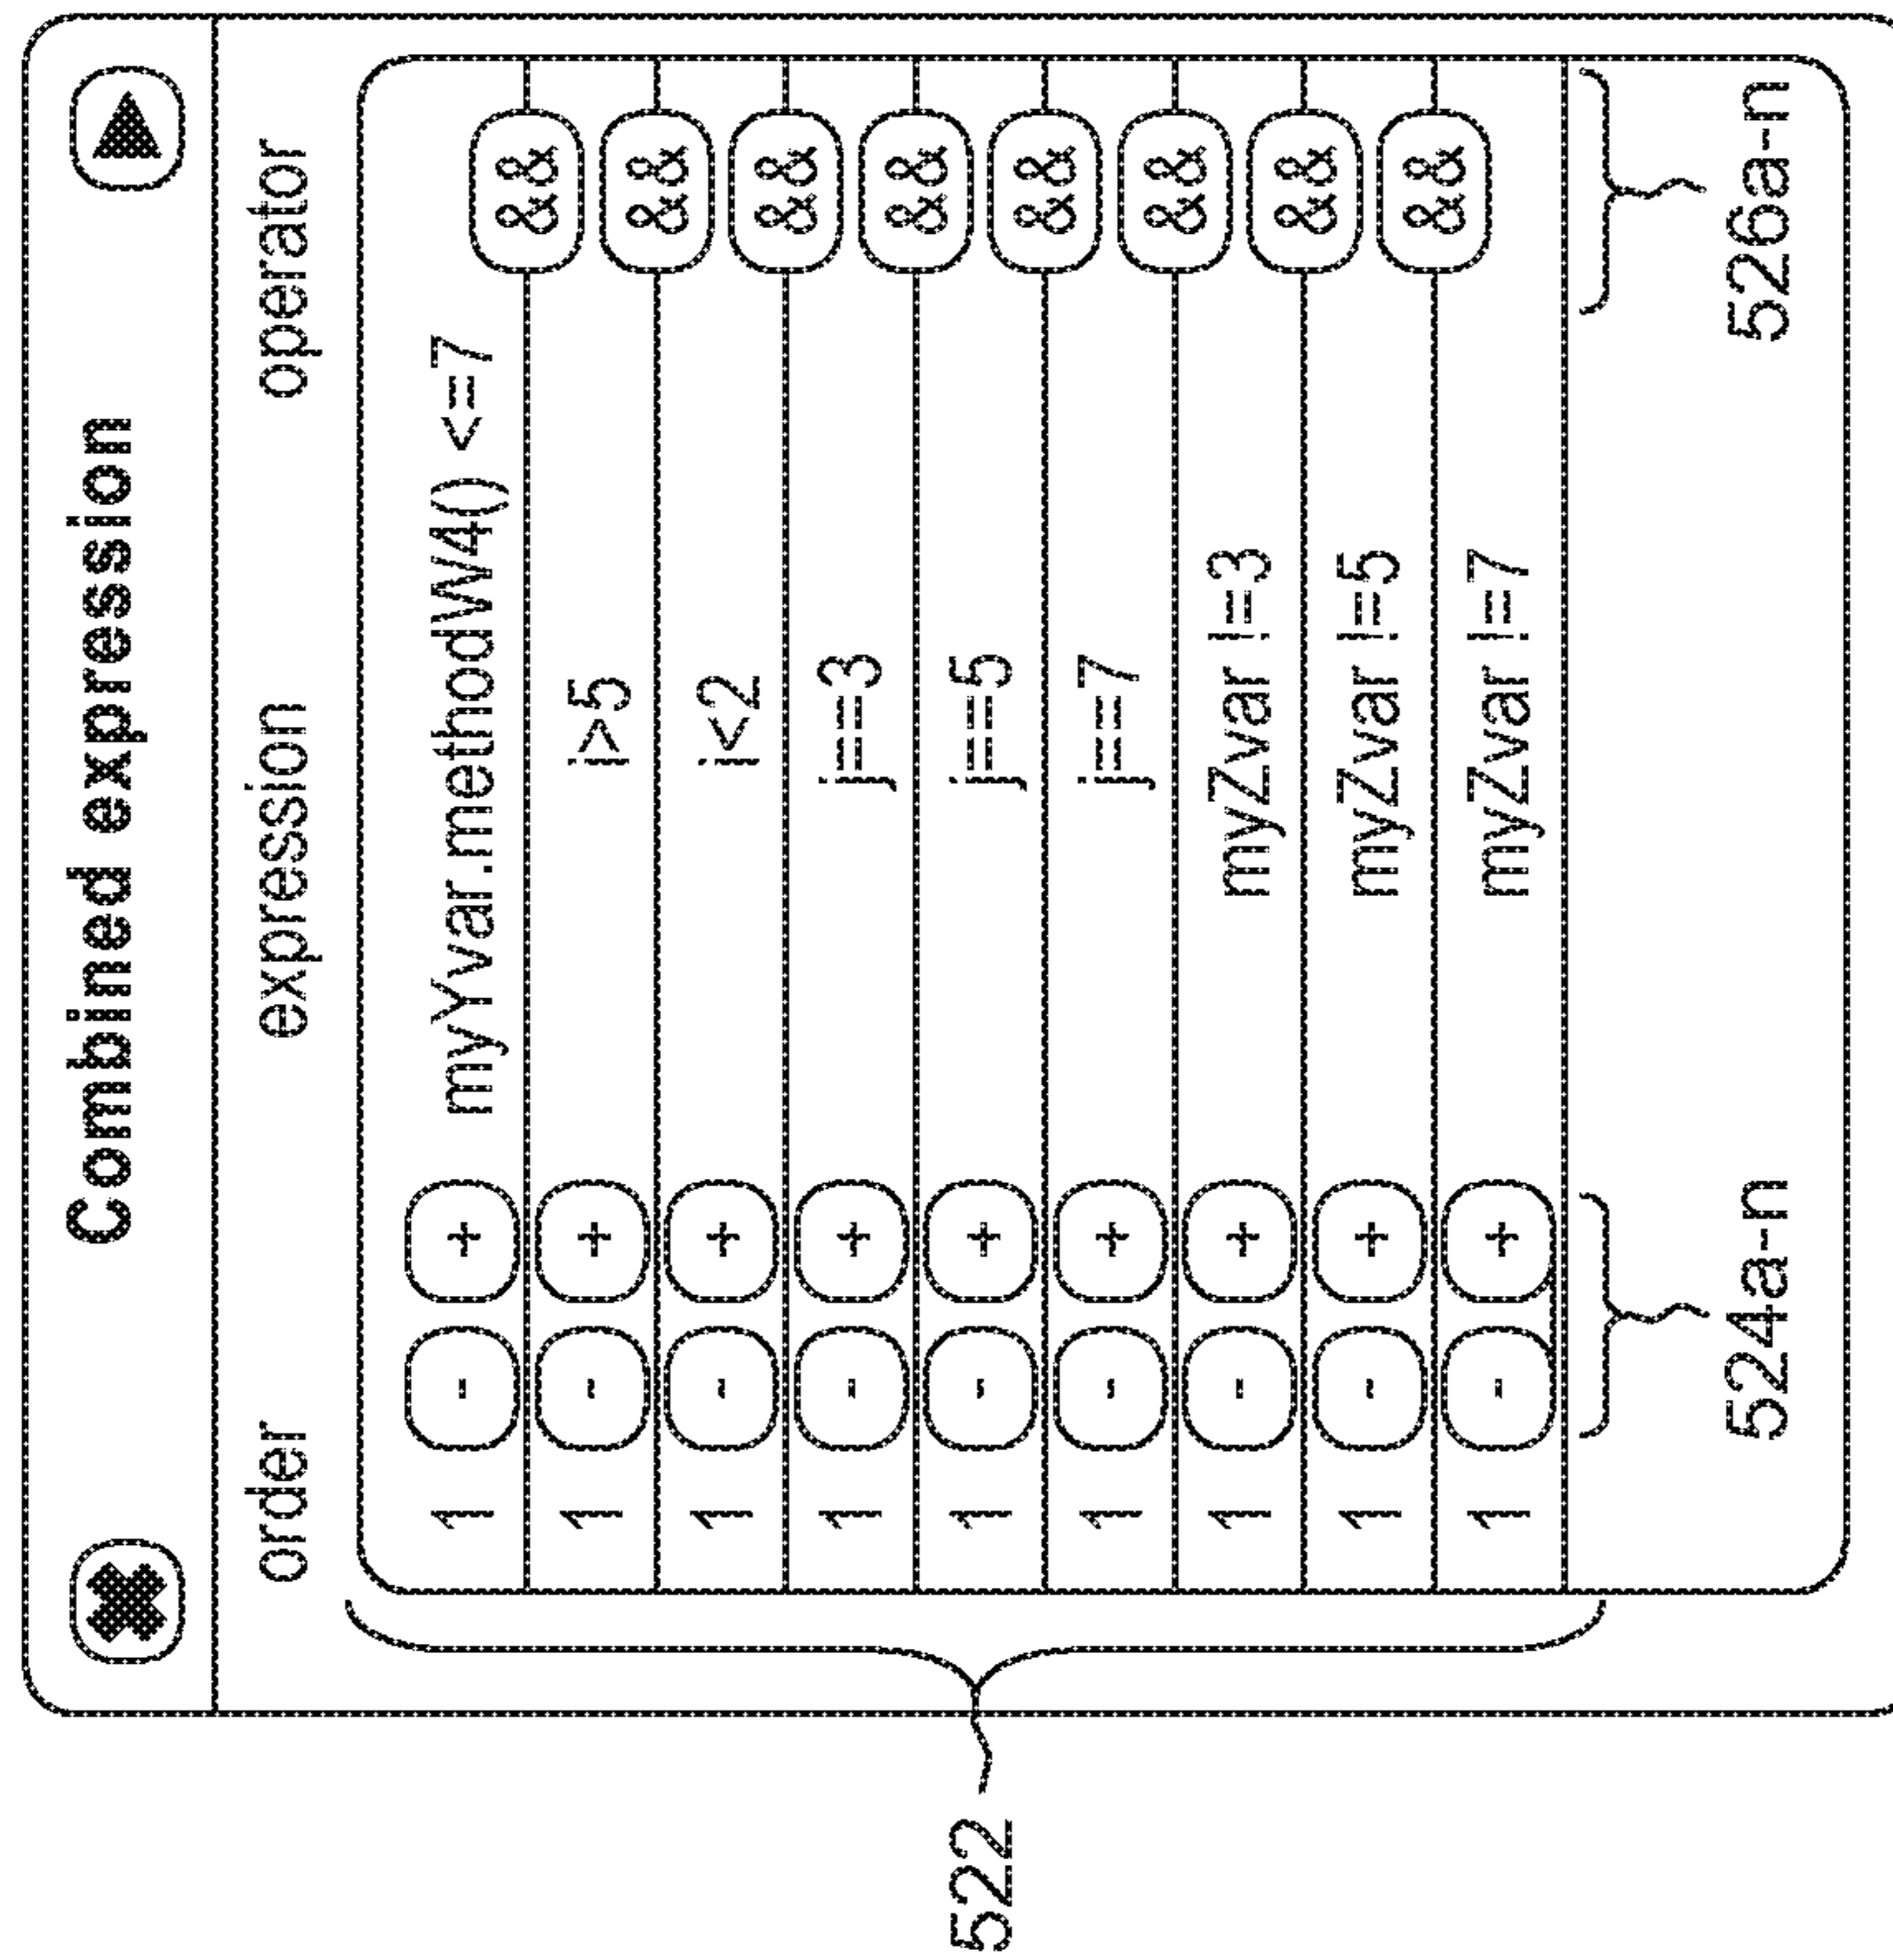 Combined expression
order expression operator
1 - + myYvar.methodW4() <=7
&&
1 - + i>5
&&
1 - + i<2
&&
1 - + j==3
&&
1 - + j==5
&&
1 - + j==7
&&
1 - + myZvar !=3
&&
1 - + myZvar !=5
&&
1 - + myZvar !=7
522
524a-n 526a-n